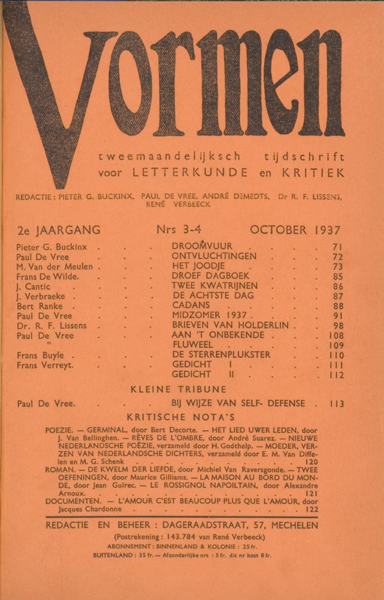 Vormen
tweemaandelijksch tijdschrift
voor LETTERKUNDE en KRITIEK
REDACTIE : PIETER G. BUCKINX, PAUL DE VREE, ANDRÉ DEMEDTS, Dr R. F. LISSENS,
RENÉ VERBEECK.
2e JAARGANG Nrs 3-4 OCTOBER 1937
Pieter G. Buckinx . . . DROOMVUUR . . . . 71
Paul De Vree . . . ONTVLUCHTINGEN . . . 72
M. Van der Meulen . . . HET JOODJE . . . . 73
Frans De Wilde. . . . DROEF DAGBOEK . . . 85
J. Cantic . . . . TWEE KWATRIJNEN . . . 86
J. Verbraeke . . . . DE ACHTSTE DAG . . . 87
Bert Ranke . . . . CADANS . . . . 88
Paul De Vree . . . MIDZOMER 1937 . . . . 91
Dr. R. F. Lissens . . . BRIEVEN VAN HOLDERLIN . . 98
Paul De Vree . . . AAN 'T ONBEKENDE . . . 108
" . . . FLUWEEL . . . . 109
Frans Buyle . . . . DE STERRENPLUKSTER . . . 110
Frans Verreyt. . . . GEDICHT I . . . . 111
GEDICHT II . . . . 112
KLEINE TRIBUNE
Paul De Vree. . . . BIJ WIJZE VAN SELF- DEFENSE . 113
KRITISCHE NOTA'S
POEZIE. — GERMINAL, door Bert Decorte. — HET LIED UWER LEDEN, door
J. Van Bellinghen. — RÊVES DE L'OMBRE, door André Suarez. — NIEUWE
NEDERLANDSCHE POËZIE, verzameld door H. Godthelp. — MOEDER, VER-
ZEN VAN NEDERLANDSCHE DICHTERS, verzameld door E. M. Van Diffe-
len en M. G. Schenk . . . . . . . 120
ROMAN. — DE KWELM DER LIEFDE, door Michiel Van Raversgonde. — TWEE
OEFENINGEN, door Maurice Gilliams. — LA MAISON AU BORD DU MON-
DE, door Jean Guirec. — LE ROSSIGNOL NAPOILTAIN, door Alexandre
Arnoux. . . . . . . . 121
DOCUMENTEN. — L'AMOUR C'EST BEAUCOUP PLUS QUE L'AMOUR, door
Jacques Chardonne . . . . . . . 122
REDACTIE EN BEHEER : DAGERAADSTRAAT, 57, MECHELEN
(Postrekening : 143.784 van René Verbeeck)
ABONNEMENT : BINNENLAND & KOLONIE : 25 fr.
BUITENLAND : 35 fr. — Afzonderlijke nrs : 5 fr. dit nr boot 8 fr.